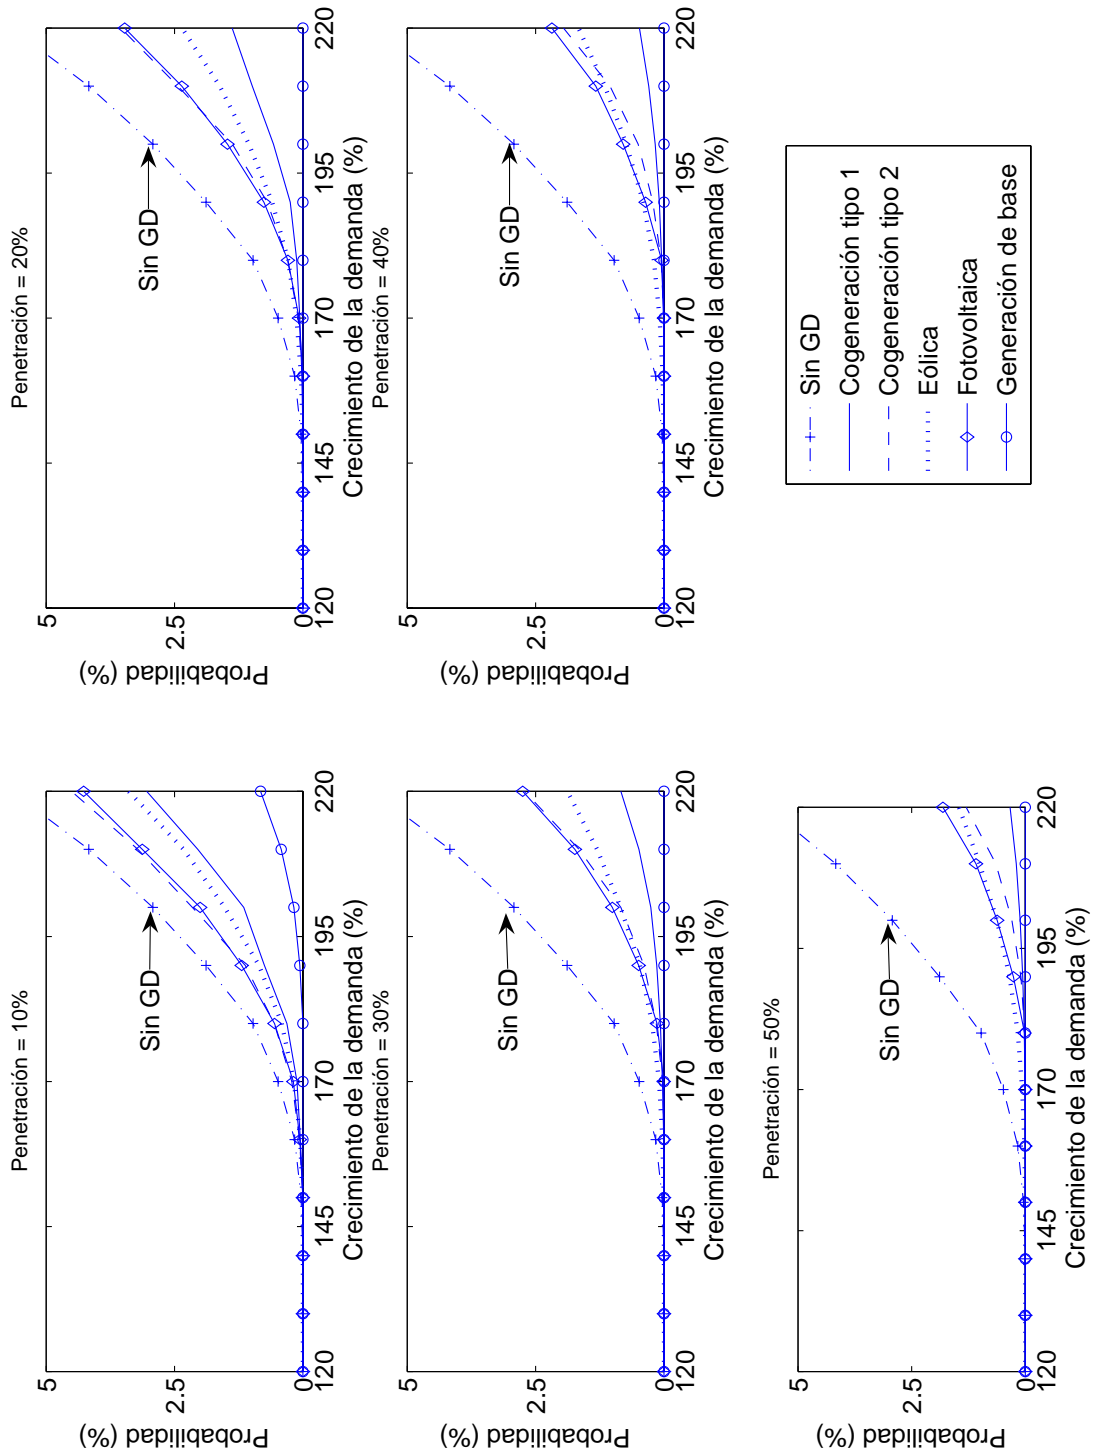 Penetración = 10%
5
2.5
0
Probabilidad (%)
120
145
170
195
220
Crecimiento de la demanda (%)
Sin GD
Penetración = 20%
5
2.5
0
Probabilidad (%)
120
145
170
195
220
Crecimiento de la demanda (%)
Sin GD
Penetración = 30%
5
2.5
0
Probabilidad (%)
120
145
170
195
220
Crecimiento de la demanda (%)
Sin GD
Penetración = 40%
5
2.5
0
Probabilidad (%)
120
145
170
195
220
Crecimiento de la demanda (%)
Sin GD
Penetración = 50%
5
2.5
0
Probabilidad (%)
120
145
170
195
220
Crecimiento de la demanda (%)
Sin GD
Sin GD
Cogeneración tipo 1
Cogeneración tipo 2
Eólica
Fotovoltaica
Generación de base